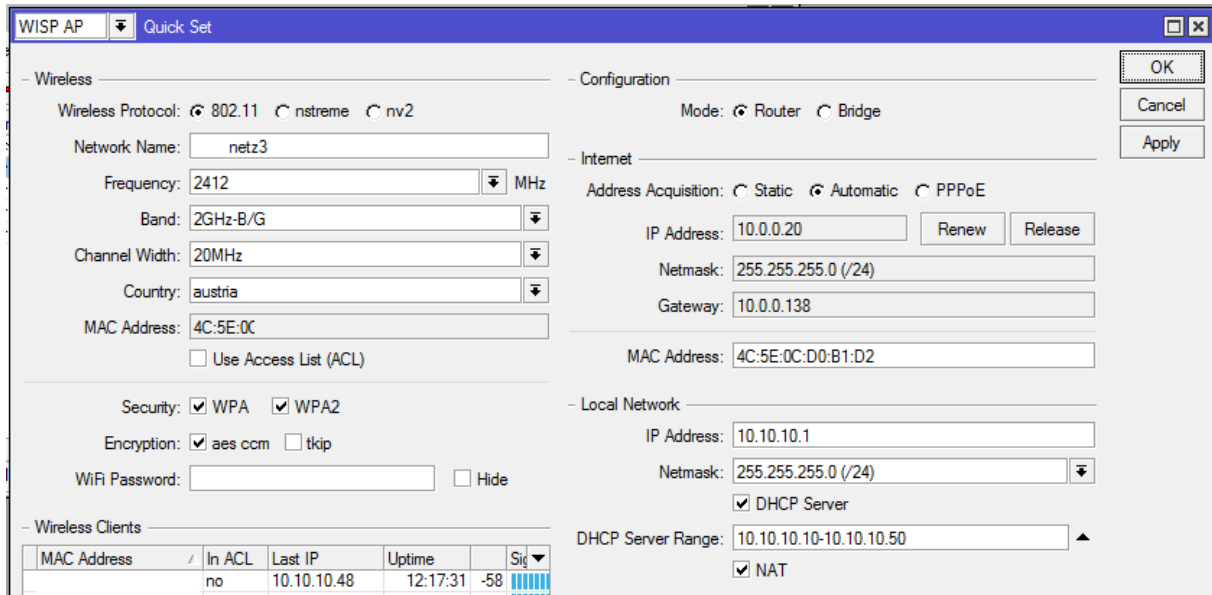 WISP AP Quick Set
Wireless
Wireless Protocol: 802.11 nstreme nv2
Network Name: netz3
Frequency: 2412 MHz
Band: 2GHz-B/G
Channel Width: 20MHz
Country: austria
MAC Address: 4C:5E:0C
Use Access List (ACL)
Security: WPA WPA2
Encryption: aes ccm tkip
WiFi Password: Hide
Wireless Clients
MAC Address In ACL Last IP Uptime Sig
no 10.10.10.48 12:17:31 -58
Configuration
Mode: Router Bridge
Internet
Address Acquisition: Static Automatic PPPoE
IP Address: 10.0.0.20 Renew Release
Netmask: 255.255.255.0 (/24)
Gateway: 10.0.0.138
MAC Address: 4C:5E:0C:D0:B1:D2
Local Network
IP Address: 10.10.10.1
Netmask: 255.255.255.0 (/24)
DHCP Server
DHCP Server Range: 10.10.10.10-10.10.10.50
NAT
OK
Cancel
Apply